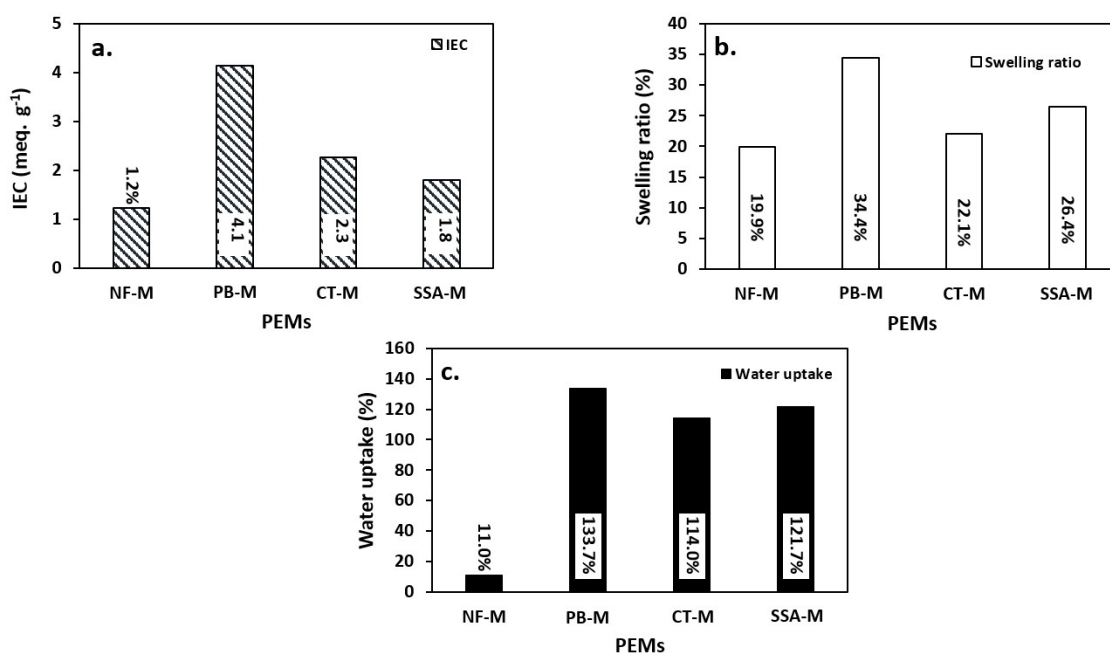 a.
IEC
IEC (meq. g-1)
5
4
3
2
1
0
1.2%
4.1
2.3
1.8
NF-M PB-M CT-M SSA-M
PEMs
b.
Swelling ratio
Swelling ratio (%)
40
35
30
25
20
15
10
5
0
19.9%
34.4%
22.1%
26.4%
NF-M PB-M CT-M SSA-M
PEMs
c.
Water uptake
Water uptake (%)
160
140
120
100
80
60
40
20
0
11.0%
133.7%
114.0%
121.7%
NF-M PB-M CT-M SSA-M
PEMs